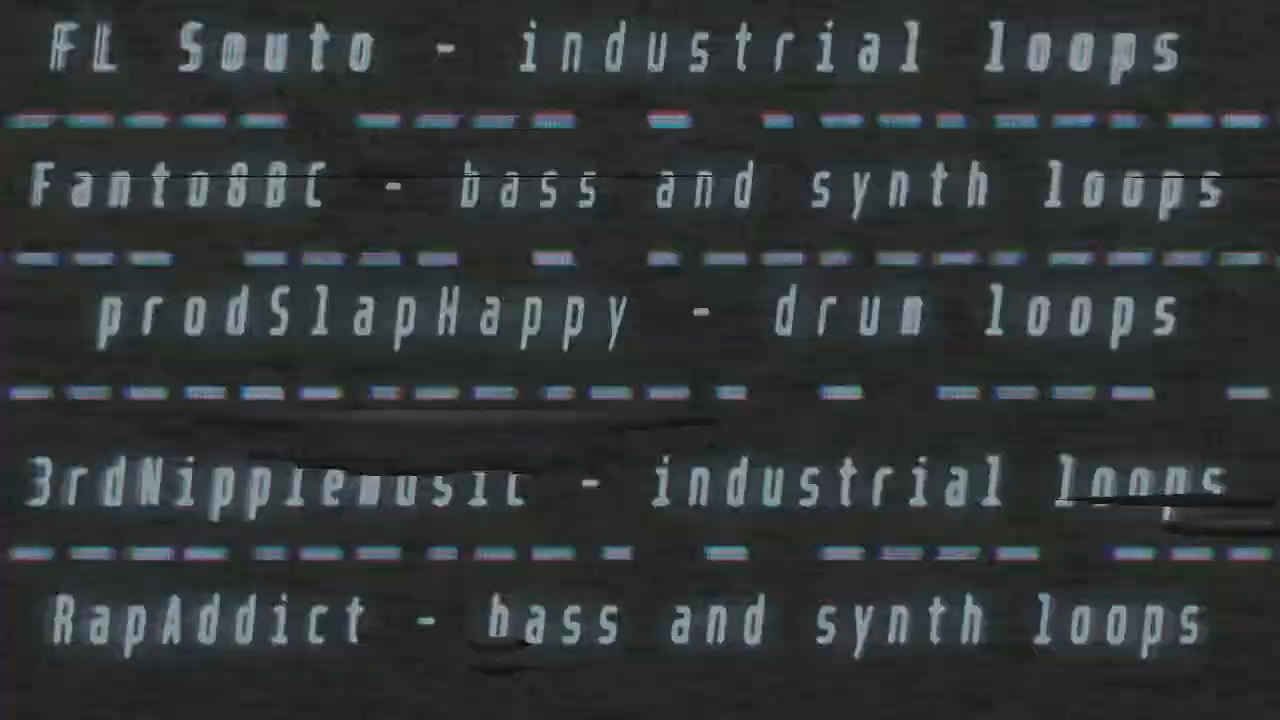 FL Souto - industrial loops
Fanto8BC - bass and synth loops
prodSlapHappy - drum loops
3rdNippleMusic - industrial loops
RapAddict - bass and synth loops